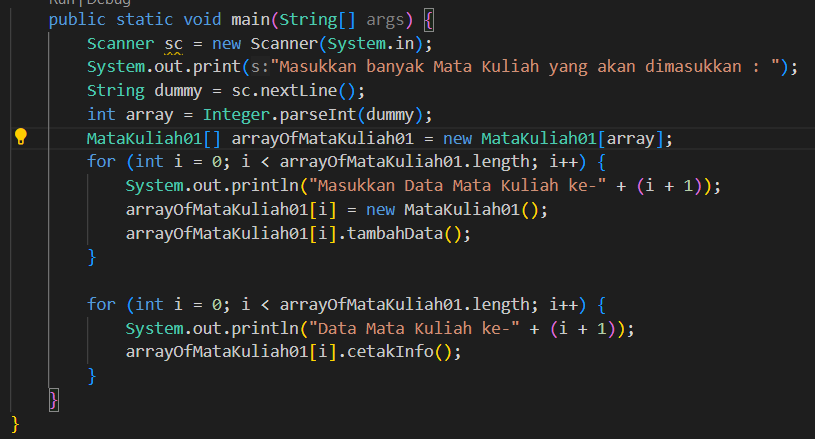 Run | Debug
public static void main(String[] args) {
Scanner sc = new Scanner(System.in);
System.out.print(s:"Masukkan banyak Mata Kuliah yang akan dimasukkan : ");
String dummy = sc.nextLine();
int array = Integer.parseInt(dummy);
MataKuliah01[] arrayOfMataKuliah01 = new MataKuliah01[array];
for (int i = 0; i < arrayOfMataKuliah01.length; i++) {
System.out.println("Masukkan Data Mata Kuliah ke-" + (i + 1));
arrayOfMataKuliah01[i] = new MataKuliah01();
arrayOfMataKuliah01[i].tambahData();
}
for (int i = 0; i < arrayOfMataKuliah01.length; i++) {
System.out.println("Data Mata Kuliah ke-" + (i + 1));
arrayOfMataKuliah01[i].cetakInfo();
}
}
}